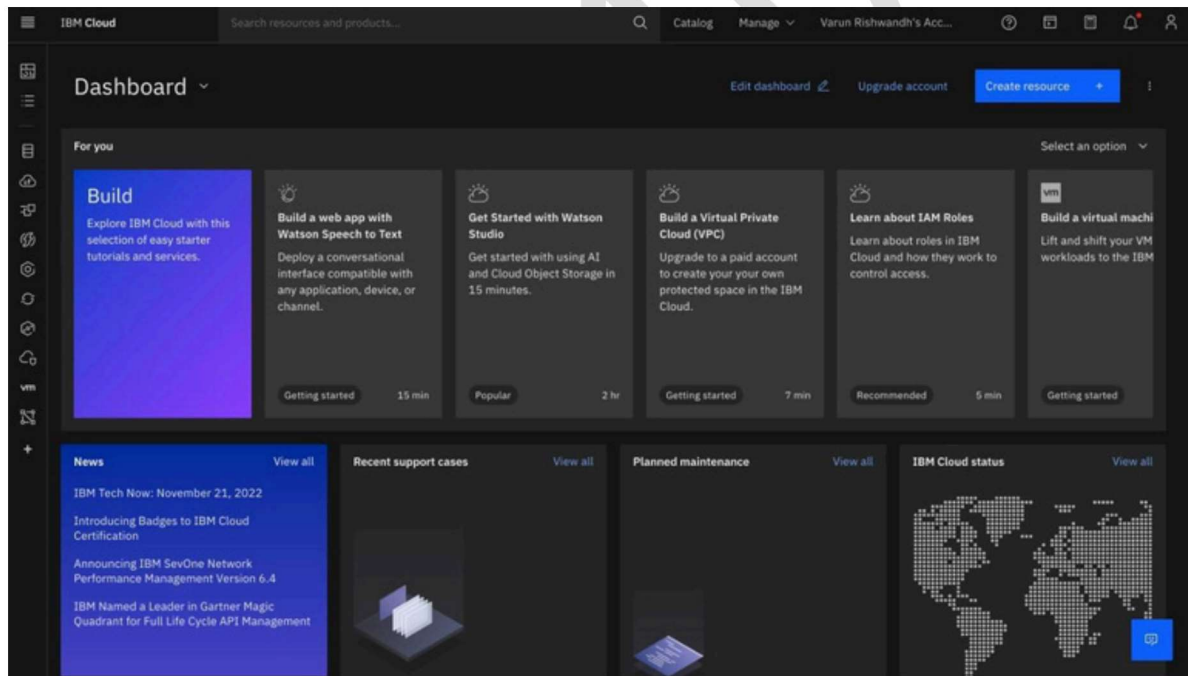 IBM Cloud
Search resources and products...
Catalog
Manage
Varun Rishwandh's Acc...
Dashboard
Edit dashboard
Upgrade account
Create resource +
For you
Select an option
Build
Explore IBM Cloud with this
selection of easy starter
tutorials and services.
Build a web app with
Watson Speech to Text
Deploy a conversational
interface compatible with
any application, device, or
channel.
Getting started
15 min
Get Started with Watson
Studio
Get started with using AI
and Cloud Object Storage in
15 minutes.
Popular
2 hr
Build a Virtual Private
Cloud (VPC)
Upgrade to a paid account
to create your your own
protected space in the IBM
Cloud.
Getting started
7 min
Learn about IAM Roles
Learn about roles in IBM
Cloud and how they work to
control access.
Recommended
5 min
vm
Build a virtual machi
Lift and shift your VM
workloads to the IBM
Getting started
vm
News
View all
IBM Tech Now: November 21, 2022
Introducing Badges to IBM Cloud
Certification
Announcing IBM SevOne Network
Performance Management Version 6.4
IBM Named a Leader in Gartner Magic
Quadrant for Full Life Cycle API Management
Recent support cases
View all
Planned maintenance
View all
IBM Cloud status
View all